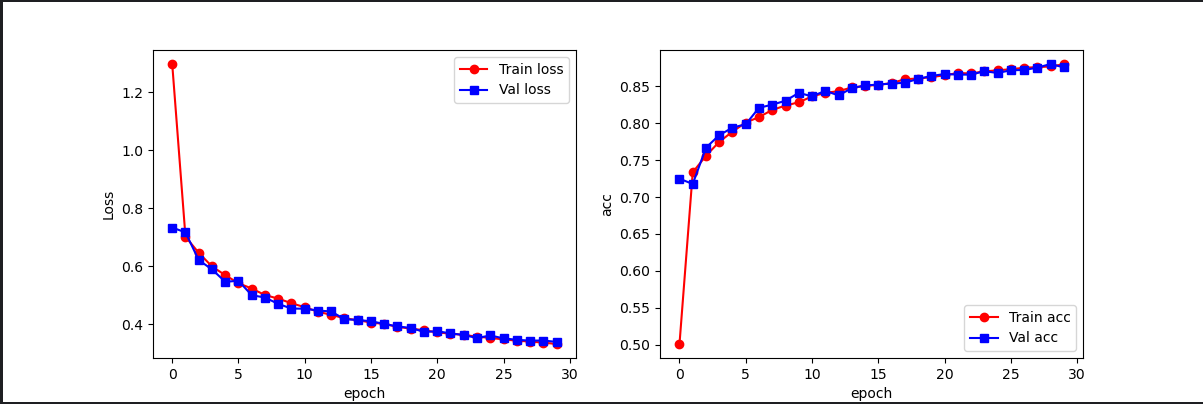 Train loss
Val loss
1.2
1.0
0.8
0.6
0.4
Loss
0 5 10 15 20 25 30
epoch
0.85
0.80
0.75
0.70
0.65
0.60
0.55
0.50
acc
Train acc
Val acc
0 5 10 15 20 25 30
epoch